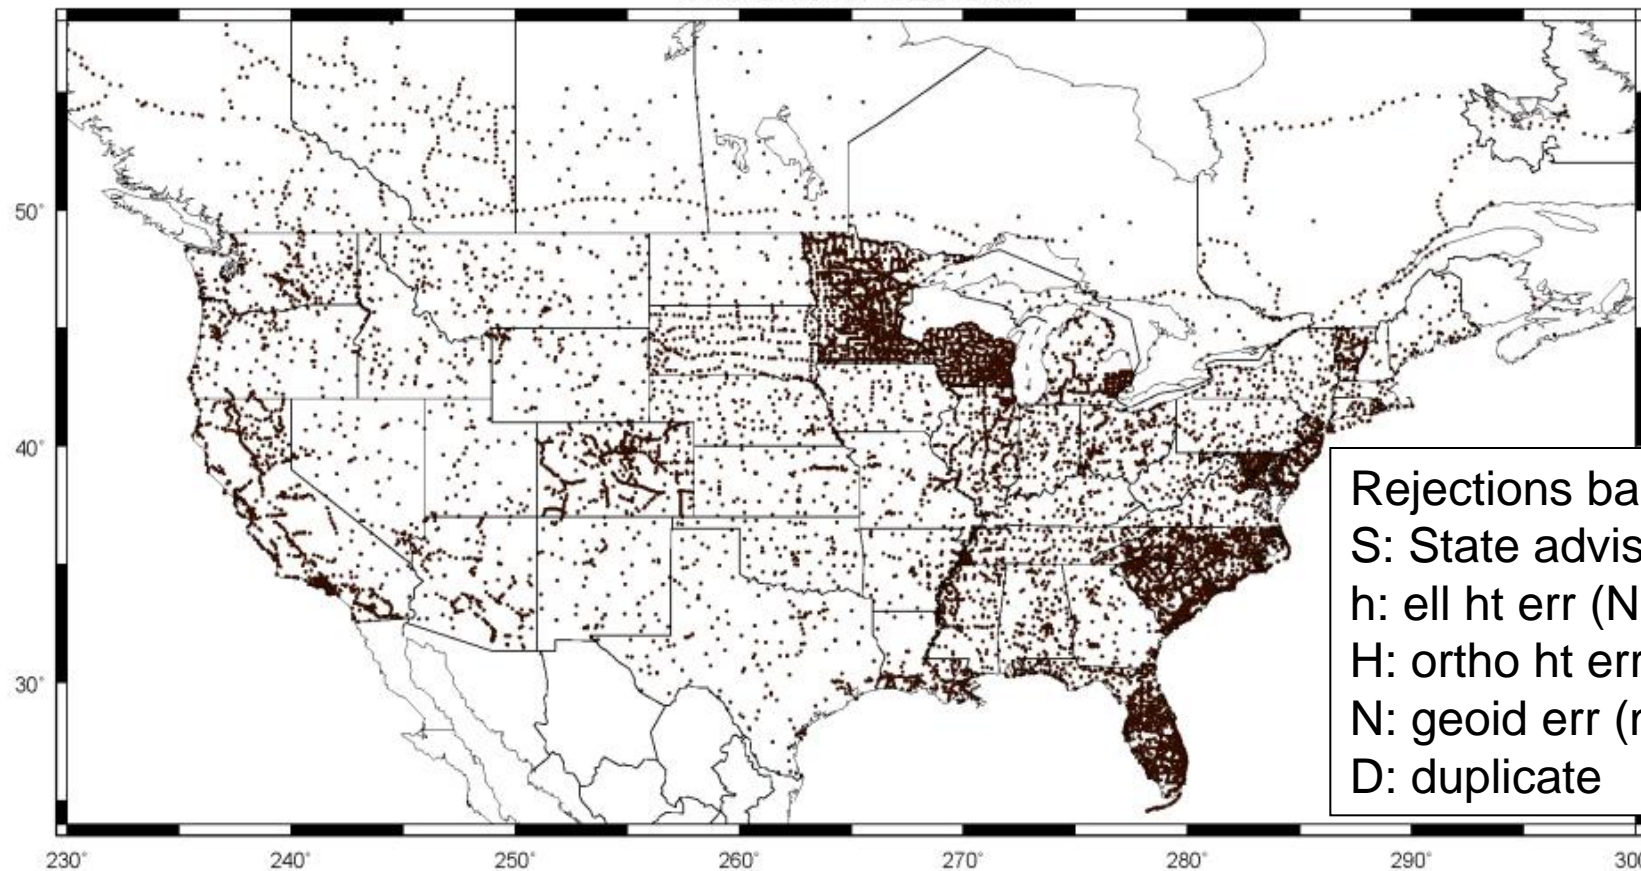 50°
40°
30°
230°
240°
250°
260°
270°
280°
290°
300
Rejections ba
S: State advis
h: ell ht err (N
H: ortho ht err
N: geoid err (r
D: duplicate